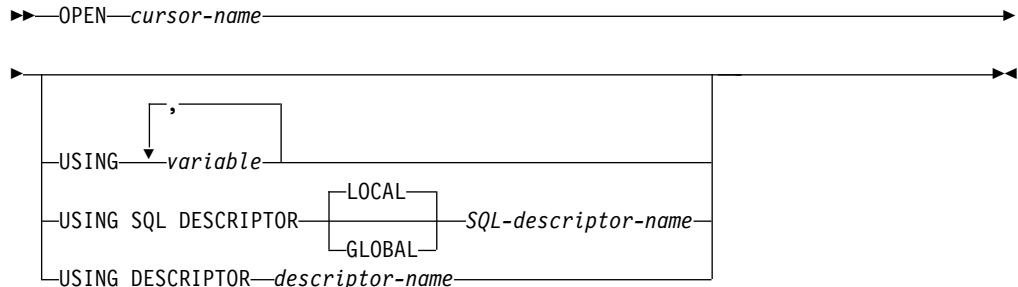 OPEN cursor-name
,
USING variable
LOCAL
USING SQL DESCRIPTOR SQL-descriptor-name
GLOBAL
USING DESCRIPTOR descriptor-name